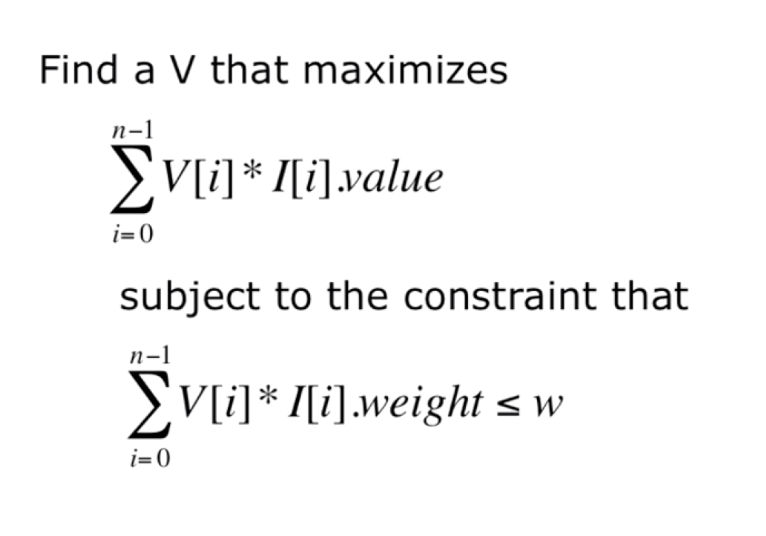 Find a V that maximizes
n−1
∑ V[i] * I[i].value
i=0
subject to the constraint that
n−1
∑ V[i] * I[i].weight ≤ w
i=0